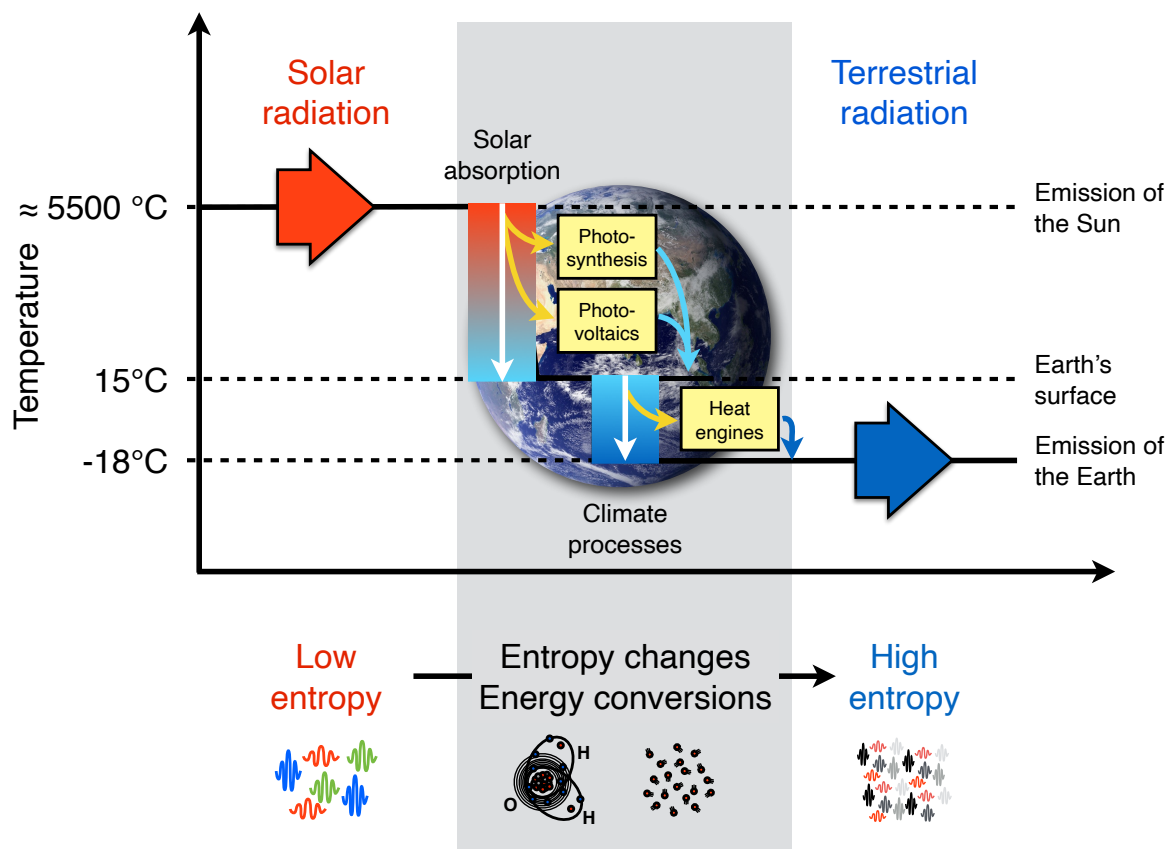 Solar
radiation
Terrestrial
radiation
Solar
absorption
Temperature
≈ 5500 °C
Emission of
the Sun
Photo-
synthesis
Photo-
voltaics
15°C
Earth's
surface
Heat
engines
-18°C
Emission of
the Earth
Climate
processes
Low
entropy
Entropy changes
Energy conversions
High
entropy
H
O
H